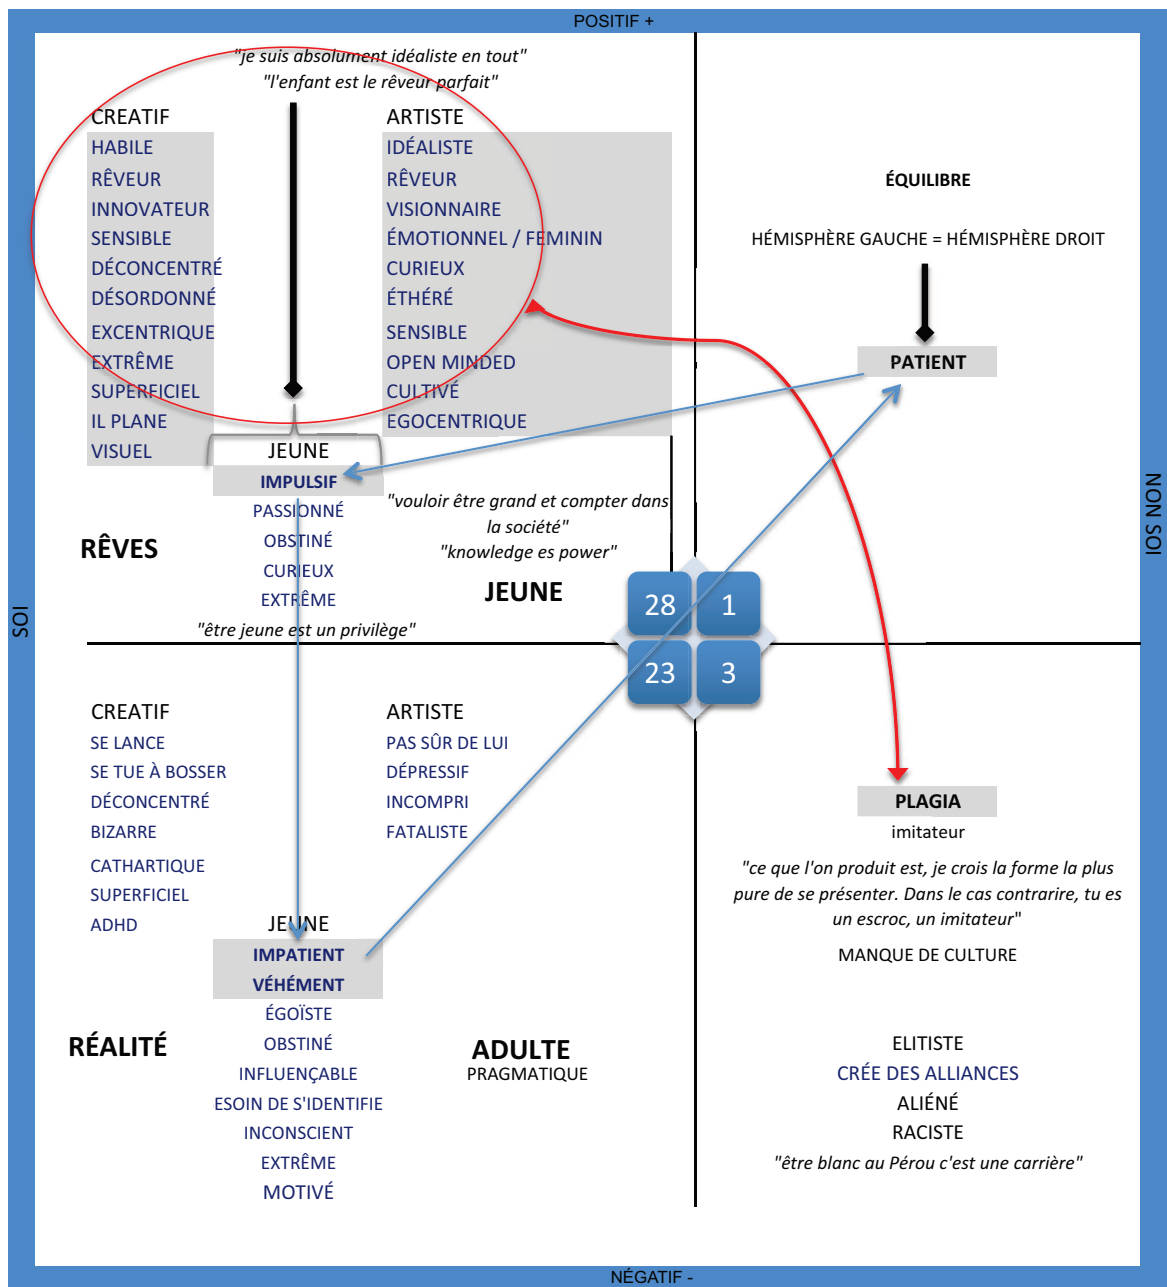 POSITIF +
"je suis absolument idéaliste en tout"
"l'enfant est le rêveur parfait"
CREATIF
HABILE
RÊVEUR
INNOVATEUR
SENSIBLE
DÉCONCENTRÉ
DÉSORDONNÉ
EXCENTRIQUE
EXTRÊME
SUPERFICIEL
IL PLANE
VISUEL
ARTISTE
IDÉALISTE
RÊVEUR
VISIONNAIRE
ÉMOTIONNEL / FEMININ
CURIEUX
ÉTHÉRÉ
SENSIBLE
OPEN MINDED
CULTIVÉ
EGOCENTRIQUE
JEUNE
IMPULSIF
PASSIONNÉ
OBSTINÉ
CURIEUX
EXTRÊME
"être jeune est un privilège"
RÊVES
"vouloir être grand et compter dans
la société"
"knowledge es power"
JEUNE
ÉQUILIBRE
HÉMISPHÈRE GAUCHE = HÉMISPHÈRE DROIT
PATIENT
SOI
NON SOI
28
1
23
3
CREATIF
SE LANCE
SE TUE À BOSSER
DÉCONCENTRÉ
BIZARRE
CATHARTIQUE
SUPERFICIEL
ADHD
ARTISTE
PAS SÛR DE LUI
DÉPRESSIF
INCOMPRI
FATALISTE
JEUNE
IMPATIENT
VÉHÉMENT
ÉGOÏSTE
OBSTINÉ
INFLUENÇABLE
ESOIN DE S'IDENTIFIE
INCONSCIENT
EXTRÊME
MOTIVÉ
RÉALITÉ
ADULTE
PRAGMATIQUE
PLAGIA
imitateur
"ce que l'on produit est, je crois la forme la plus
pure de se présenter. Dans le cas contrarire, tu es
un escroc, un imitateur"
MANQUE DE CULTURE
ELITISTE
CRÉE DES ALLIANCES
ALIÉNÉ
RACISTE
"être blanc au Pérou c'est une carrière"
NÉGATIF -